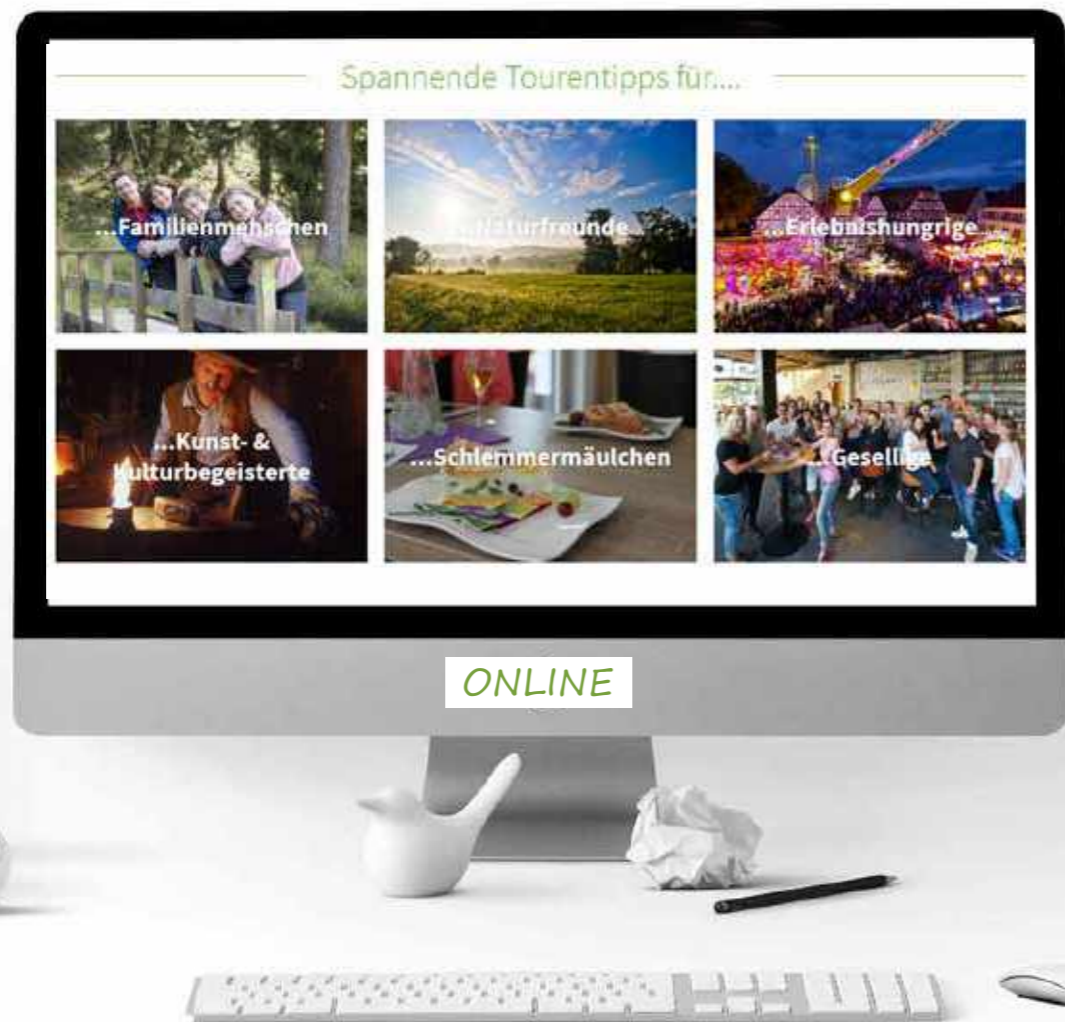 Spannende Tourentipps für....
...Familienmenschen
...Naturfreunde
...Erlebnishungrige
...Kunst- &
Kulturbegeisterte
...Schlemmermäulchen
...Gesellige
ONLINE